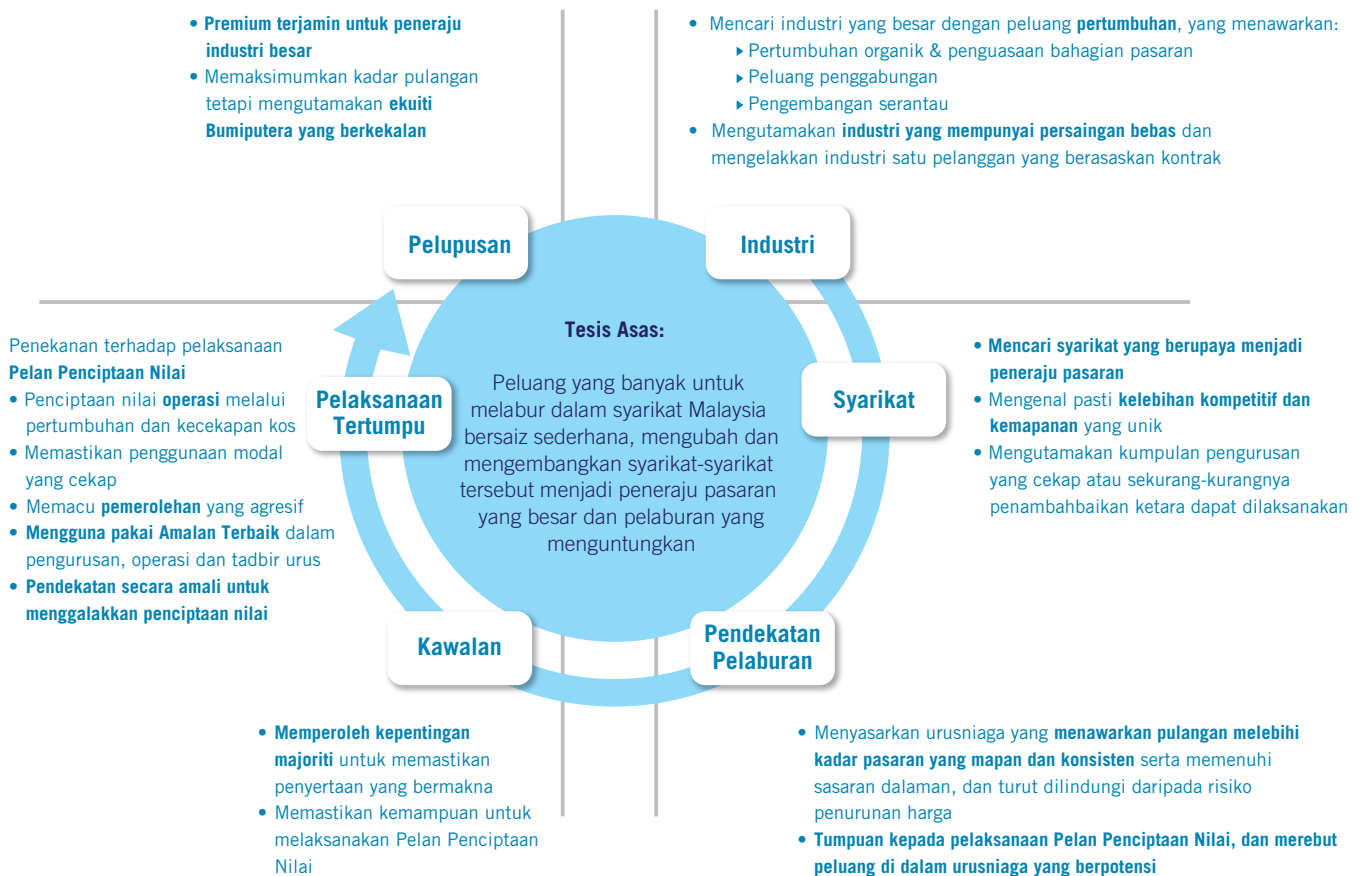 • Premium terjamin untuk peneraju
industri besar
• Memaksimumkan kadar pulangan
tetapi mengutamakan ekuiti
Bumiputera yang berkekalan
• Mencari industri yang besar dengan peluang pertumbuhan, yang menawarkan:
▸ Pertumbuhan organik & penguasaan bahagian pasaran
▸ Peluang penggabungan
▸ Pengembangan serantau
• Mengutamakan industri yang mempunyai persaingan bebas dan
mengelakkan industri satu pelanggan yang berasaskan kontrak
Pelupusan
Industri
Tesis Asas:
Peluang yang banyak untuk
melabur dalam syarikat Malaysia
bersaiz sederhana, mengubah dan
mengembangkan syarikat-syarikat
tersebut menjadi peneraju pasaran
yang besar dan pelaburan yang
menguntungkan
Penekanan terhadap pelaksanaan
Pelan Penciptaan Nilai
• Penciptaan nilai operasi melalui
pertumbuhan dan kecekapan kos
• Memastikan penggunaan modal
yang cekap
• Memacu pemerolehan yang agresif
• Mengguna pakai Amalan Terbaik dalam
pengurusan, operasi dan tadbir urus
• Pendekatan secara amali untuk
menggalakkan penciptaan nilai
Pelaksanaan
Tertumpu
Syarikat
• Mencari syarikat yang berupaya menjadi
peneraju pasaran
• Mengenal pasti kelebihan kompetitif dan
kemapanan yang unik
• Mengutamakan kumpulan pengurusan
yang cekap atau sekurang-kurangnya
penambahbaikan ketara dapat dilaksanakan
Kawalan
Pendekatan
Pelaburan
• Memperoleh kepentingan
majoriti untuk memastikan
penyertaan yang bermakna
• Memastikan kemampuan untuk
melaksanakan Pelan Penciptaan
Nilai
• Menyasarkan urusniaga yang menawarkan pulangan melebihi
kadar pasaran yang mapan dan konsisten serta memenuhi
sasaran dalaman, dan turut dilindungi daripada risiko
penurunan harga
• Tumpuan kepada pelaksanaan Pelan Penciptaan Nilai, dan merebut
peluang di dalam urusniaga yang berpotensi